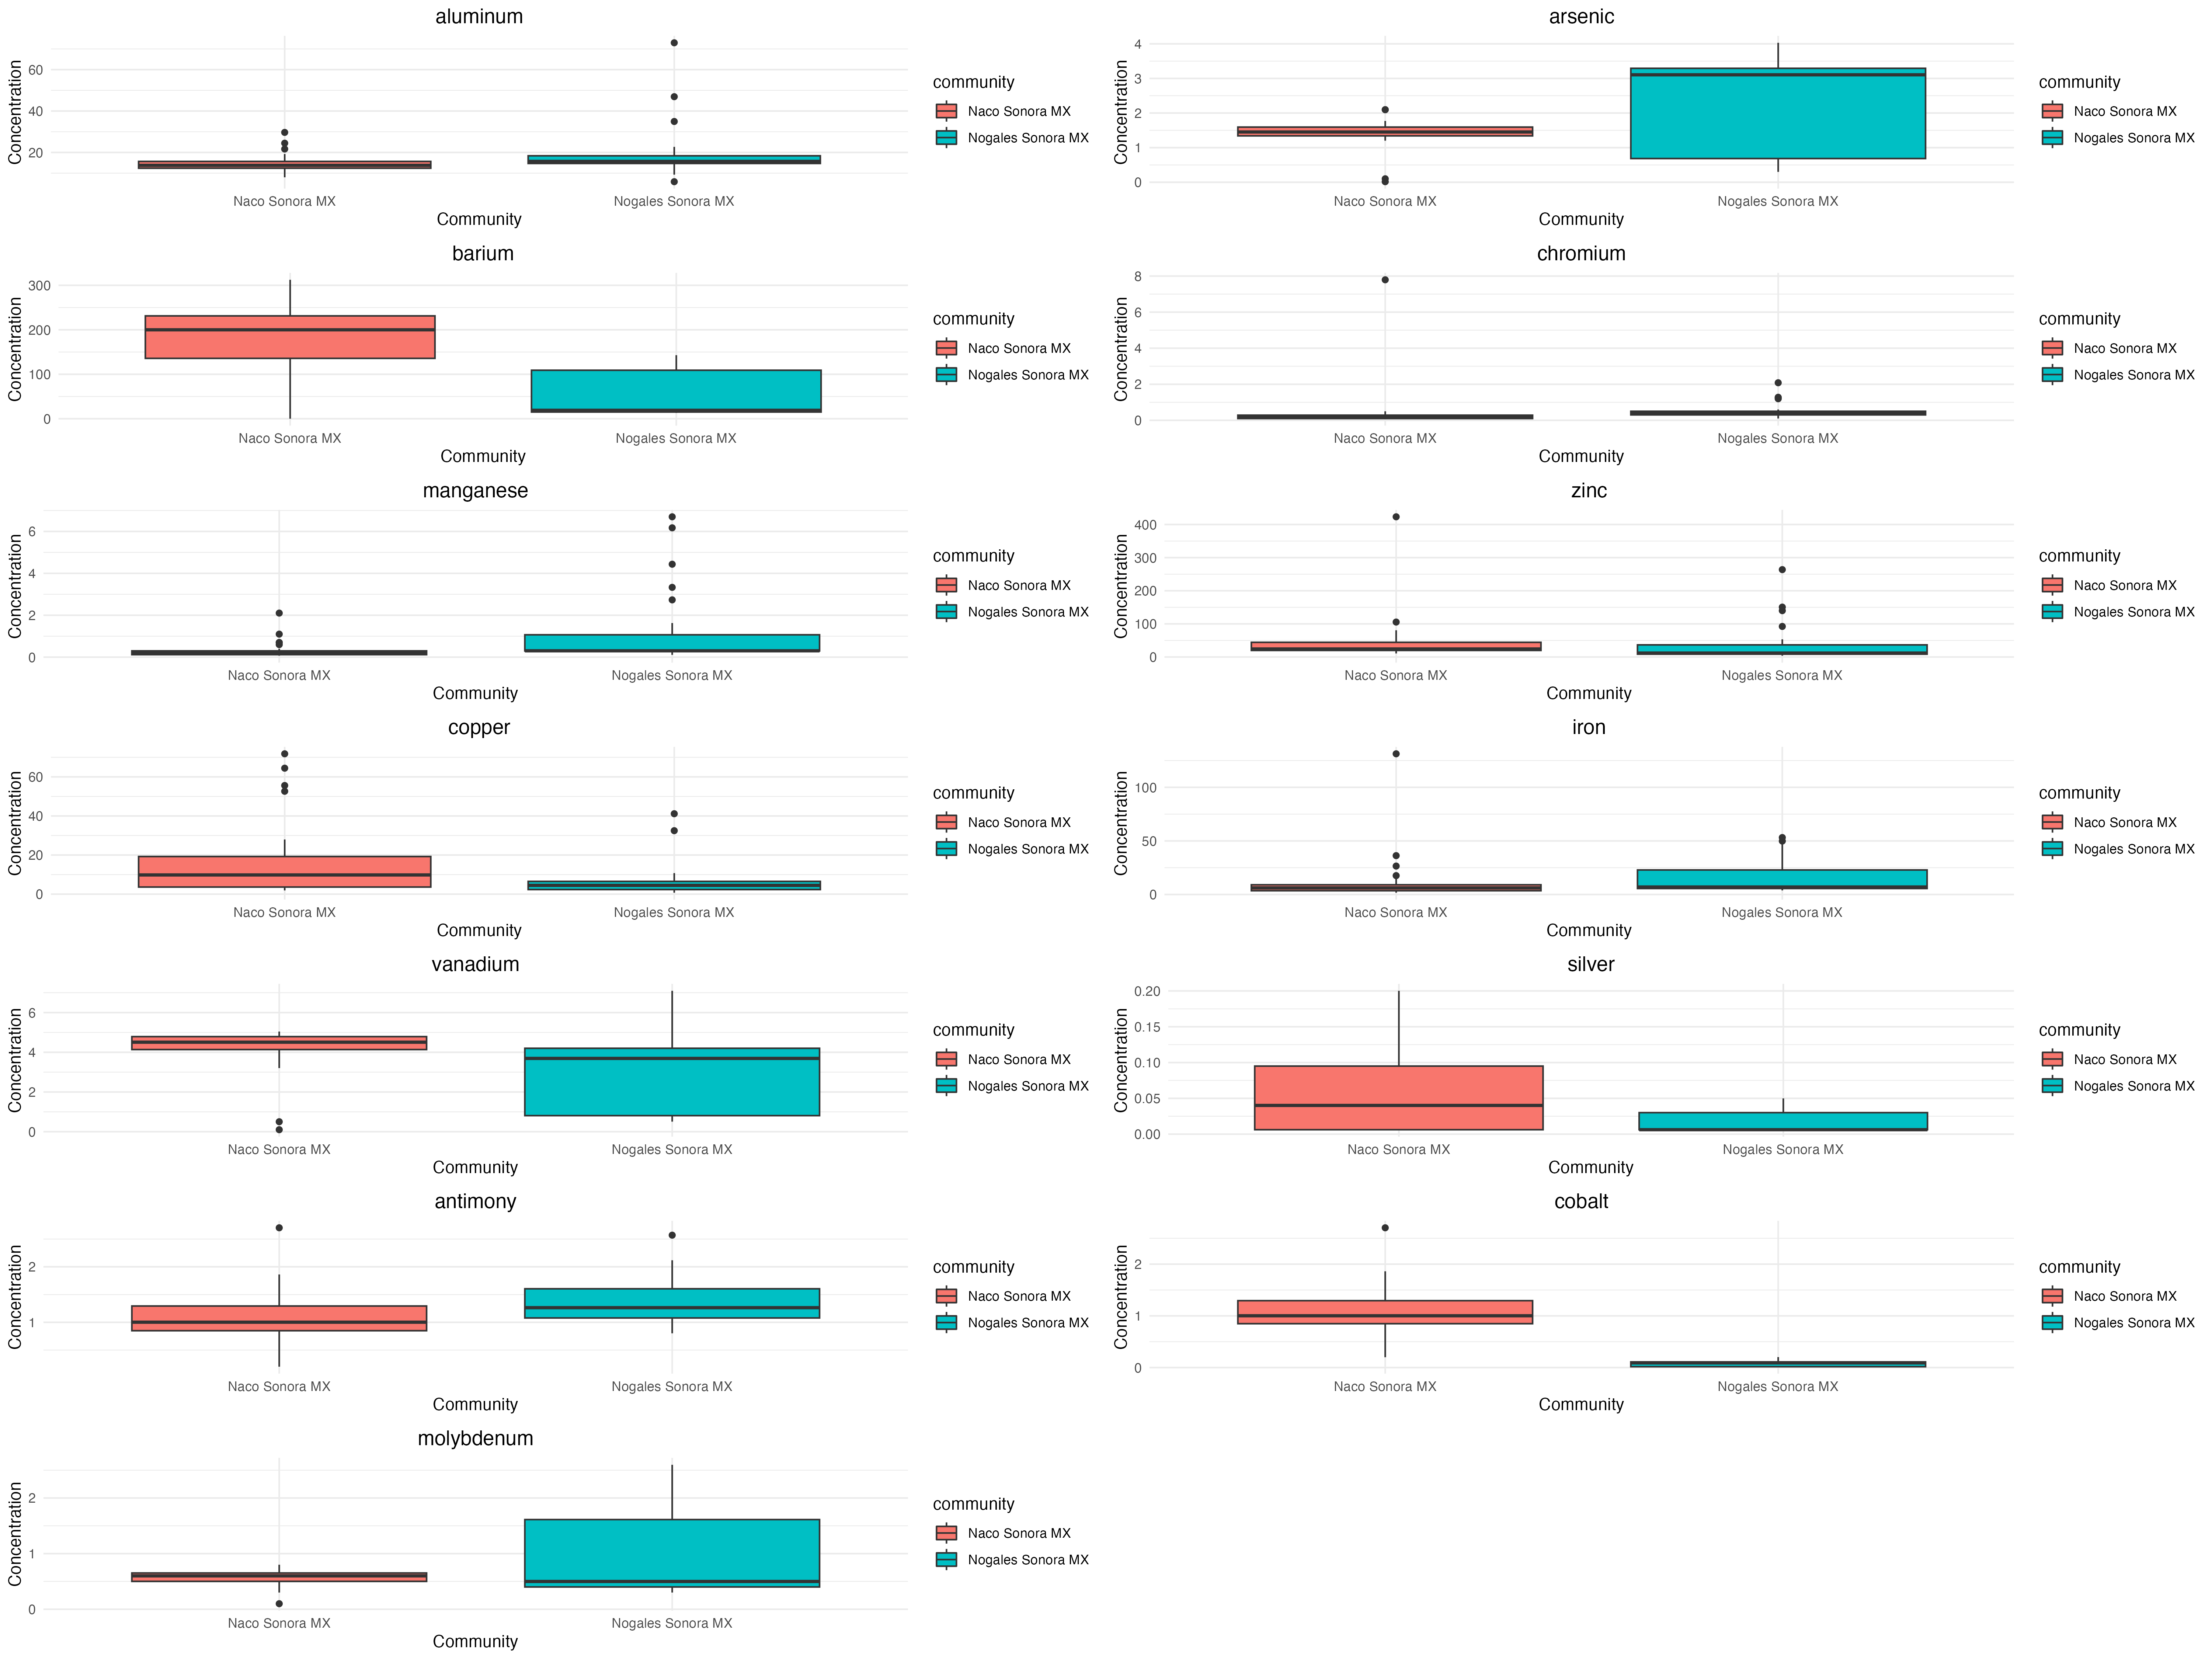 aluminum
Concentration
60
40
20
Naco Sonora MX Nogales Sonora MX
Community
community
Naco Sonora MX
Nogales Sonora MX
arsenic
Concentration
4
3
2
1
0
Naco Sonora MX Nogales Sonora MX
Community
community
Naco Sonora MX
Nogales Sonora MX
barium
Concentration
300
200
100
0
Naco Sonora MX Nogales Sonora MX
Community
community
Naco Sonora MX
Nogales Sonora MX
chromium
Concentration
8
6
4
2
0
Naco Sonora MX Nogales Sonora MX
Community
community
Naco Sonora MX
Nogales Sonora MX
manganese
Concentration
6
4
2
0
Naco Sonora MX Nogales Sonora MX
Community
community
Naco Sonora MX
Nogales Sonora MX
zinc
Concentration
400
300
200
100
0
Naco Sonora MX Nogales Sonora MX
Community
community
Naco Sonora MX
Nogales Sonora MX
copper
Concentration
60
40
20
0
Naco Sonora MX Nogales Sonora MX
Community
community
Naco Sonora MX
Nogales Sonora MX
iron
Concentration
100
50
0
Naco Sonora MX Nogales Sonora MX
Community
community
Naco Sonora MX
Nogales Sonora MX
vanadium
Concentration
6
4
2
0
Naco Sonora MX Nogales Sonora MX
Community
community
Naco Sonora MX
Nogales Sonora MX
silver
Concentration
0.20
0.15
0.10
0.05
0.00
Naco Sonora MX Nogales Sonora MX
Community
community
Naco Sonora MX
Nogales Sonora MX
antimony
Concentration
2
1
Naco Sonora MX Nogales Sonora MX
Community
community
Naco Sonora MX
Nogales Sonora MX
cobalt
Concentration
2
1
0
Naco Sonora MX Nogales Sonora MX
Community
community
Naco Sonora MX
Nogales Sonora MX
molybdenum
Concentration
2
1
0
Naco Sonora MX Nogales Sonora MX
Community
community
Naco Sonora MX
Nogales Sonora MX